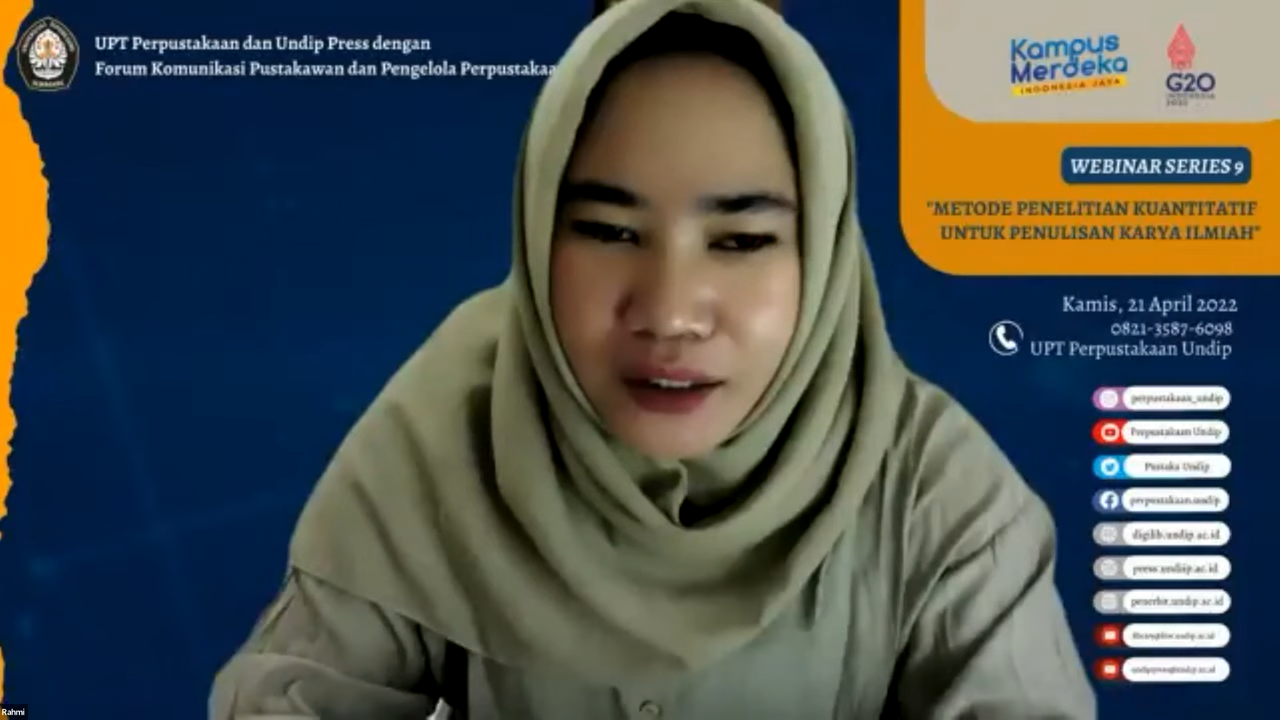 UPT Perpustakaan dan Undip Press dengan
Forum Komunikasi Pustakawan dan Pengelola Perpustakaa
Kampus
Merdeka
INDONESIA JAYA
G20
INDONESIA
2022
WEBINAR SERIES 9
"METODE PENELITIAN KUANTITATIF
UNTUK PENULISAN KARYA ILMIAH"
Kamis, 21 April 2022
0821-3587-6098
UPT Perpustakaan Undip
perpustakaan_undip
Perpustakaan Undip
Pustaka Undip
perpustakaan.undip
digilib.undip.ac.id
press.undip.ac.id
penerbit.undip.ac.id
Rahmi